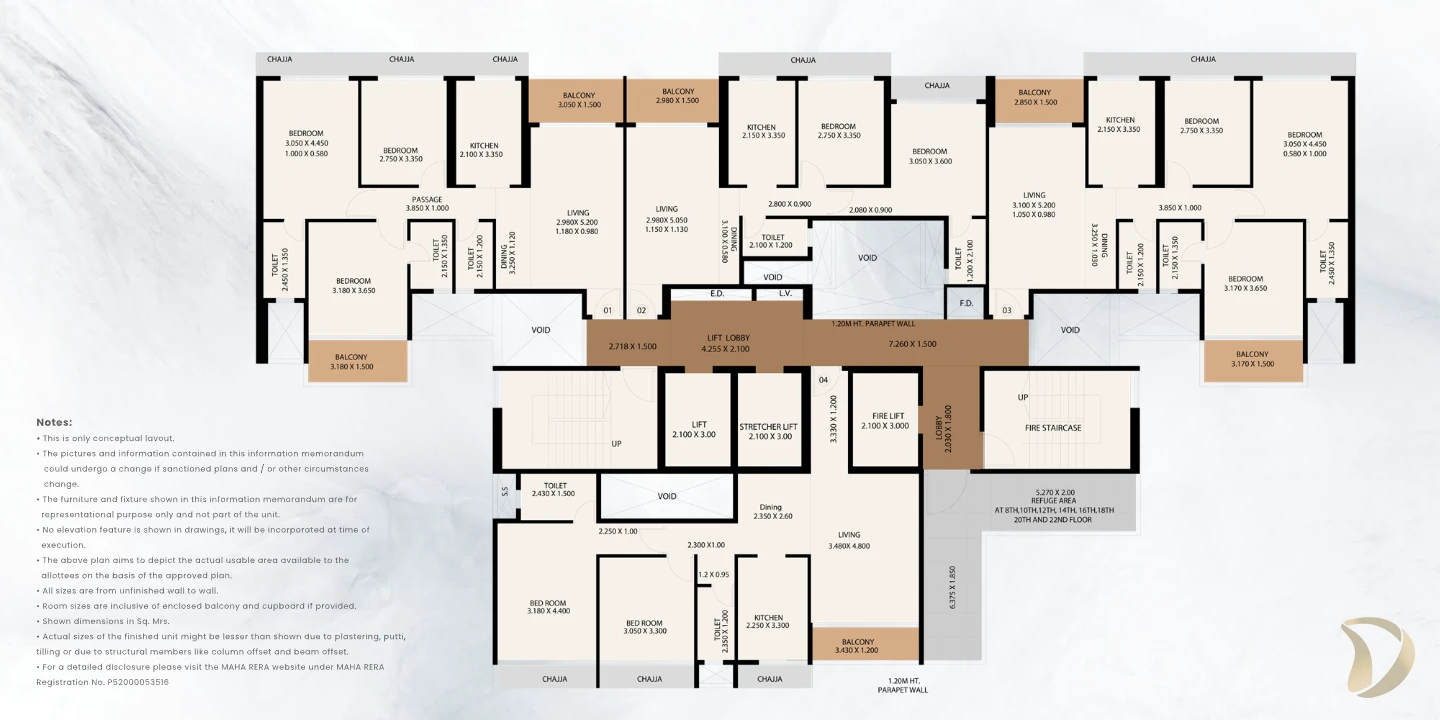 CHAJJA
CHAJJA
CHAJJA
CHAJJA
CHAJJA
CHAJJA
BALCONY
3.050 X 1.500
BALCONY
2.980 X 1.500
BALCONY
2.850 X 1.500
BEDROOM
3.050 X 4.450
1.000 X 0.580
BEDROOM
2.750 X 3.350
KITCHEN
2.100 X 3.350
KITCHEN
2.150 X 3.350
BEDROOM
2.750 X 3.350
BEDROOM
3.050 X 3.600
KITCHEN
2.150 X 3.350
BEDROOM
2.750 X 3.350
BEDROOM
3.050 X 4.450
0.580 X 1.000
PASSAGE
3.850 X 1.000
LIVING
2.980X 5.200
1.180 X 0.980
LIVING
2.980X 5.050
1.150 X 1.130
2.800 X 0.900
2.080 X 0.900
LIVING
3.100 X 5.200
1.050 X 0.980
3.850 X 1.000
TOILET
2.450 X 1.350
BEDROOM
3.180 X 3.650
TOILET
2.150 X 1.350
TOILET
2.150 X 1.200
DINING
3.250 X 1.120
DINING
3.100 X 0.580
TOILET
2.100 X 1.200
VOID
VOID
TOILET
1.200 X 2.100
DINING
3.250 X 1.030
TOILET
2.150 X 1.200
TOILET
2.150 X 1.350
BEDROOM
3.170 X 3.650
TOILET
2.450 X 1.350
E.D.
L.V.
F.D.
01
02
03
VOID
1.20M HT. PARAPET WALL
VOID
2.718 X 1.500
LIFT LOBBY
4.255 X 2.100
7.260 X 1.500
BALCONY
3.180 X 1.500
BALCONY
3.170 X 1.500
04
UP
LIFT
2.100 X 3.00
STRETCHER LIFT
2.100 X 3.00
3.330 X 1.200
FIRE LIFT
2.100 X 3.000
LOBBY
2.030 X 1.800
UP
FIRE STAIRCASE
S.S
TOILET
2.430 X 1.500
VOID
Dining
2.350 X 2.60
5.270 X 2.00
REFUGE AREA
AT 8TH,10TH,12TH, 14TH, 16TH,18TH
20TH AND 22ND FLOOR
2.250 X 1.00
2.300 X1.00
LIVING
3.480X 4.800
1.2 X 0.95
6.375 X 1.850
BED ROOM
3.180 X 4.400
BED ROOM
3.050 X 3.300
TOILET
2.350 X 1.200
KITCHEN
2.250 X 3.300
BALCONY
3.430 X 1.200
CHAJJA
CHAJJA
CHAJJA
1.20M HT.
PARAPET WALL
Notes:
• This is only conceptual lavout.
• The pictures and information contained in this information memorandum
could undergo a change if sanctioned plans and / or other circumstances
change.
• The furniture and fixture shown in this information memorandum are for
representational purpose only and not part of the unit.
• No elevation feature is shown in drawings, it will be incorporated at time of
execution.
• The above plan aims to depict the actual usable area available to the
allottees on the basis of the approved plan.
• All sizes are from unfinished wall to wall.
• Room sizes are inclusive of enclosed balcony and cupboard if provided.
• Shown dimensions in Sq. Mrs.
• Actual sizes of the finished unit might be lesser than shown due to plastering, putti,
tilling or due to structural members like column offset and beam offset.
• For a detailed disclosure please visit the MAHA RERA website under MAHA RERA
Registration No. P52000053516